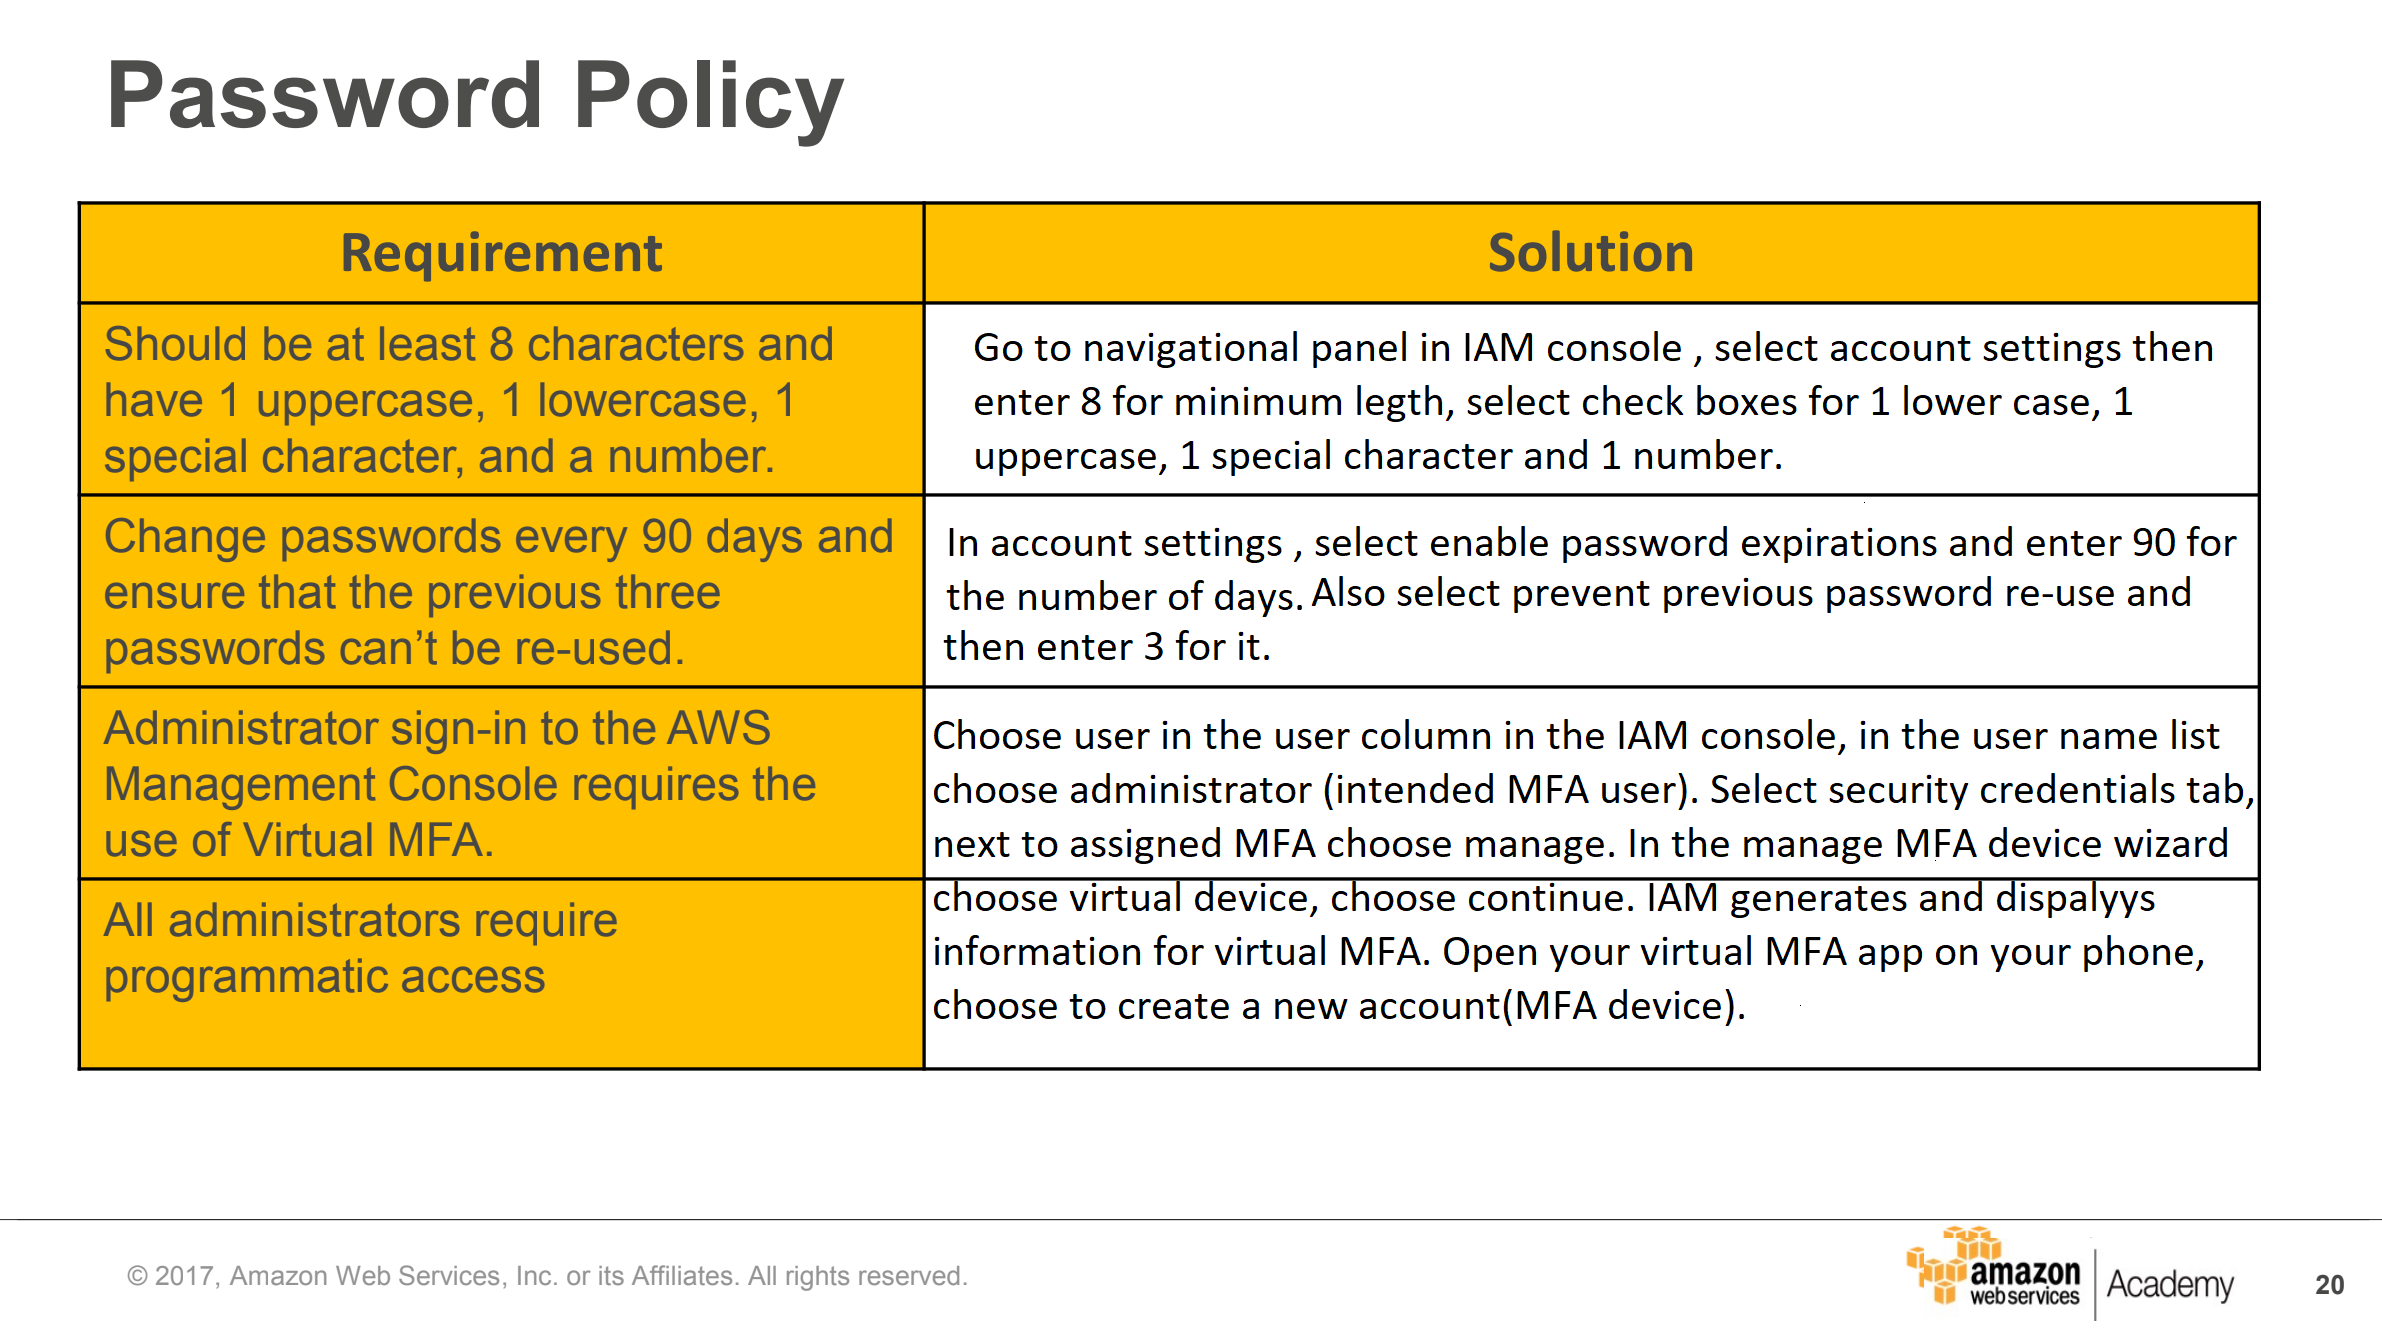 Password Policy
Requirement
Solution
Should be at least 8 characters and
have 1 uppercase, 1 lowercase, 1
special character, and a number.
Go to navigational panel in IAM console , select account settings then
enter 8 for minimum legth, select check boxes for 1 lower case, 1
uppercase, 1 special character and 1 number.
Change passwords every 90 days and
ensure that the previous three
passwords can’t be re-used.
In account settings , select enable password expirations and enter 90 for
the number of days. Also select prevent previous password re-use and
then enter 3 for it.
Administrator sign-in to the AWS
Management Console requires the
use of Virtual MFA.
Choose user in the user column in the IAM console, in the user name list
choose administrator (intended MFA user). Select security credentials tab,
next to assigned MFA choose manage. In the manage MFA device wizard
choose virtual device, choose continue. IAM generates and dispalyys
information for virtual MFA. Open your virtual MFA app on your phone,
choose to create a new account(MFA device).
All administrators require
programmatic access
© 2017, Amazon Web Services, Inc. or its Affiliates. All rights reserved.
amazon
web services
Academy
20